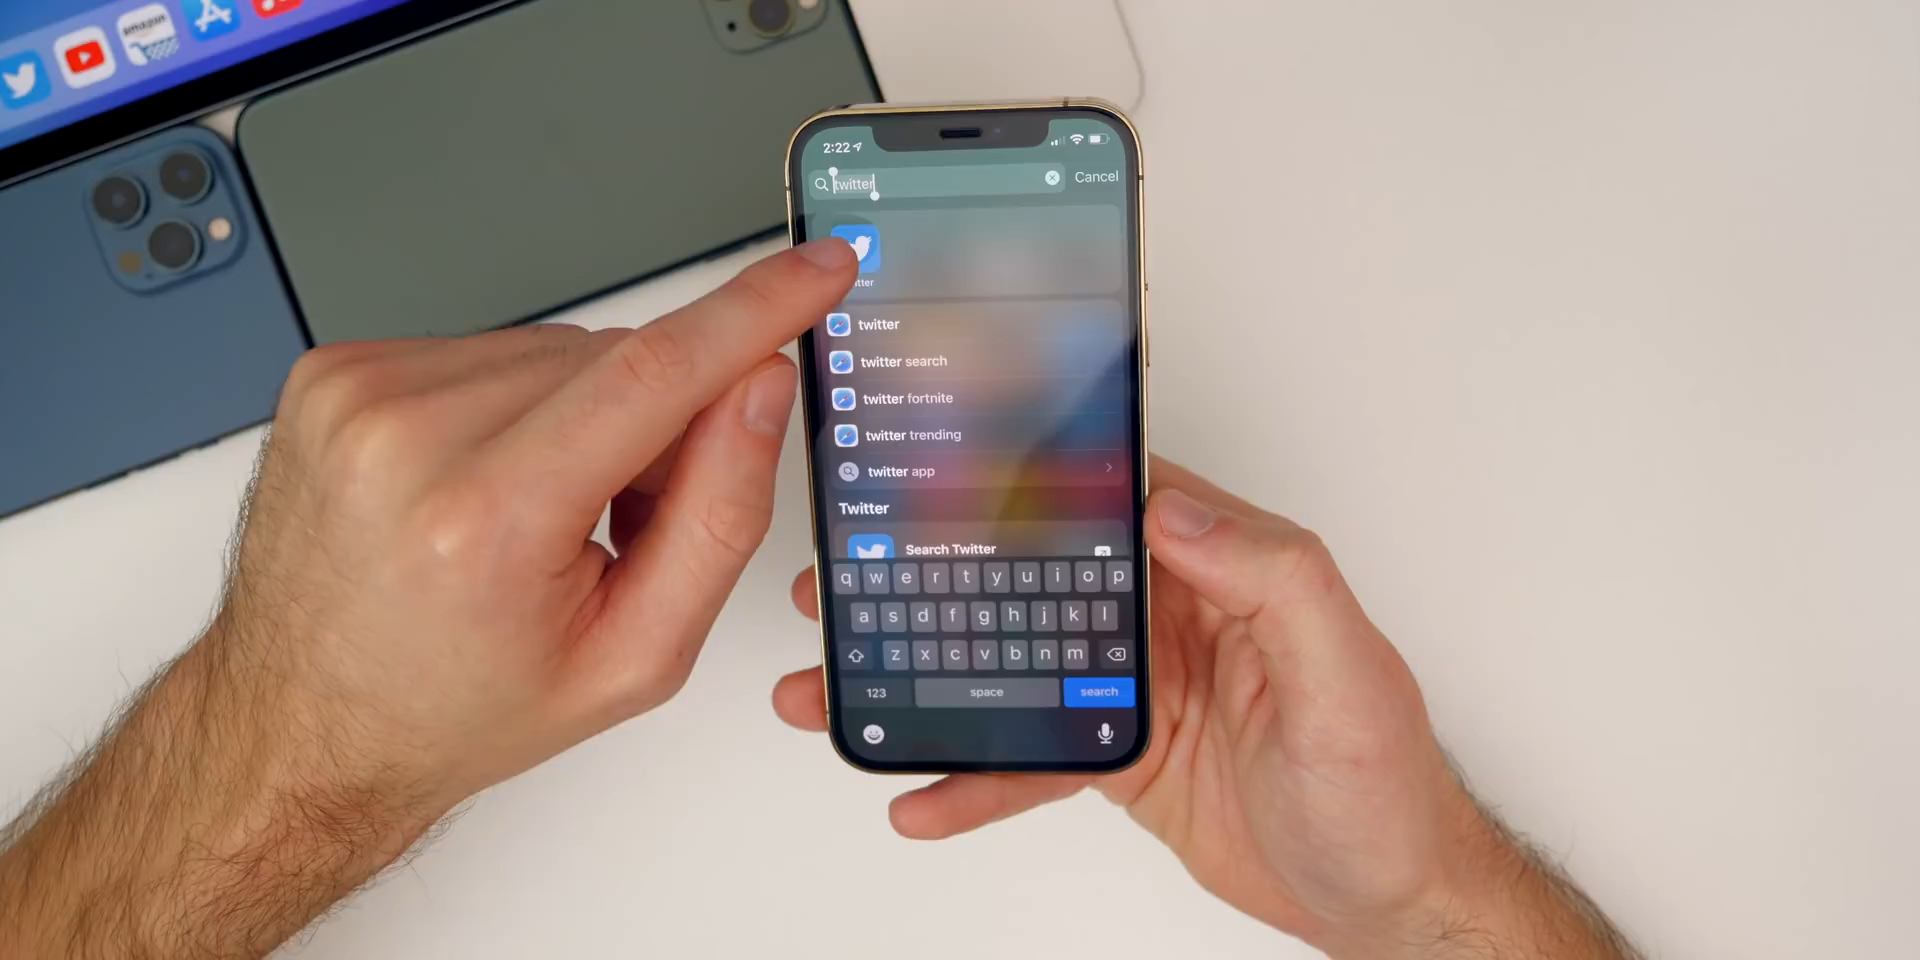 amazon
2:22
twitter
Cancel
tter
twitter
twitter search
twitter fortnite
twitter trending
twitter app
Twitter
Search Twitter
q w e r t y u i o p
a s d f g h j k l
z x c v b n m
123 space search